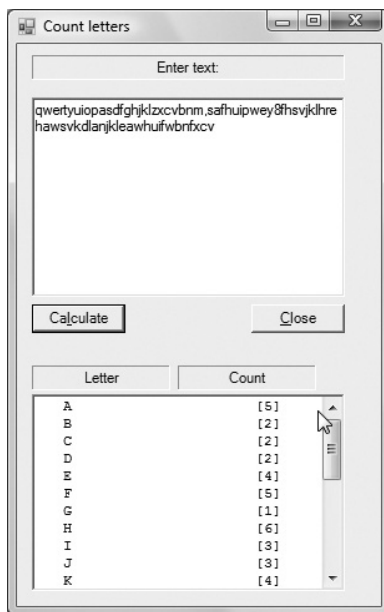 Count letters
Enter text:
qwertyuiopasdfghjklzxcvbnm,safhuipwey8fhsvjklhre
hawsvkdlanjkleawhuifwbnfxcv
Calculate Close
Letter Count
A [5]
B [2]
C [2]
D [2]
E [4]
F [5]
G [1]
H [6]
I [3]
J [3]
K [4]